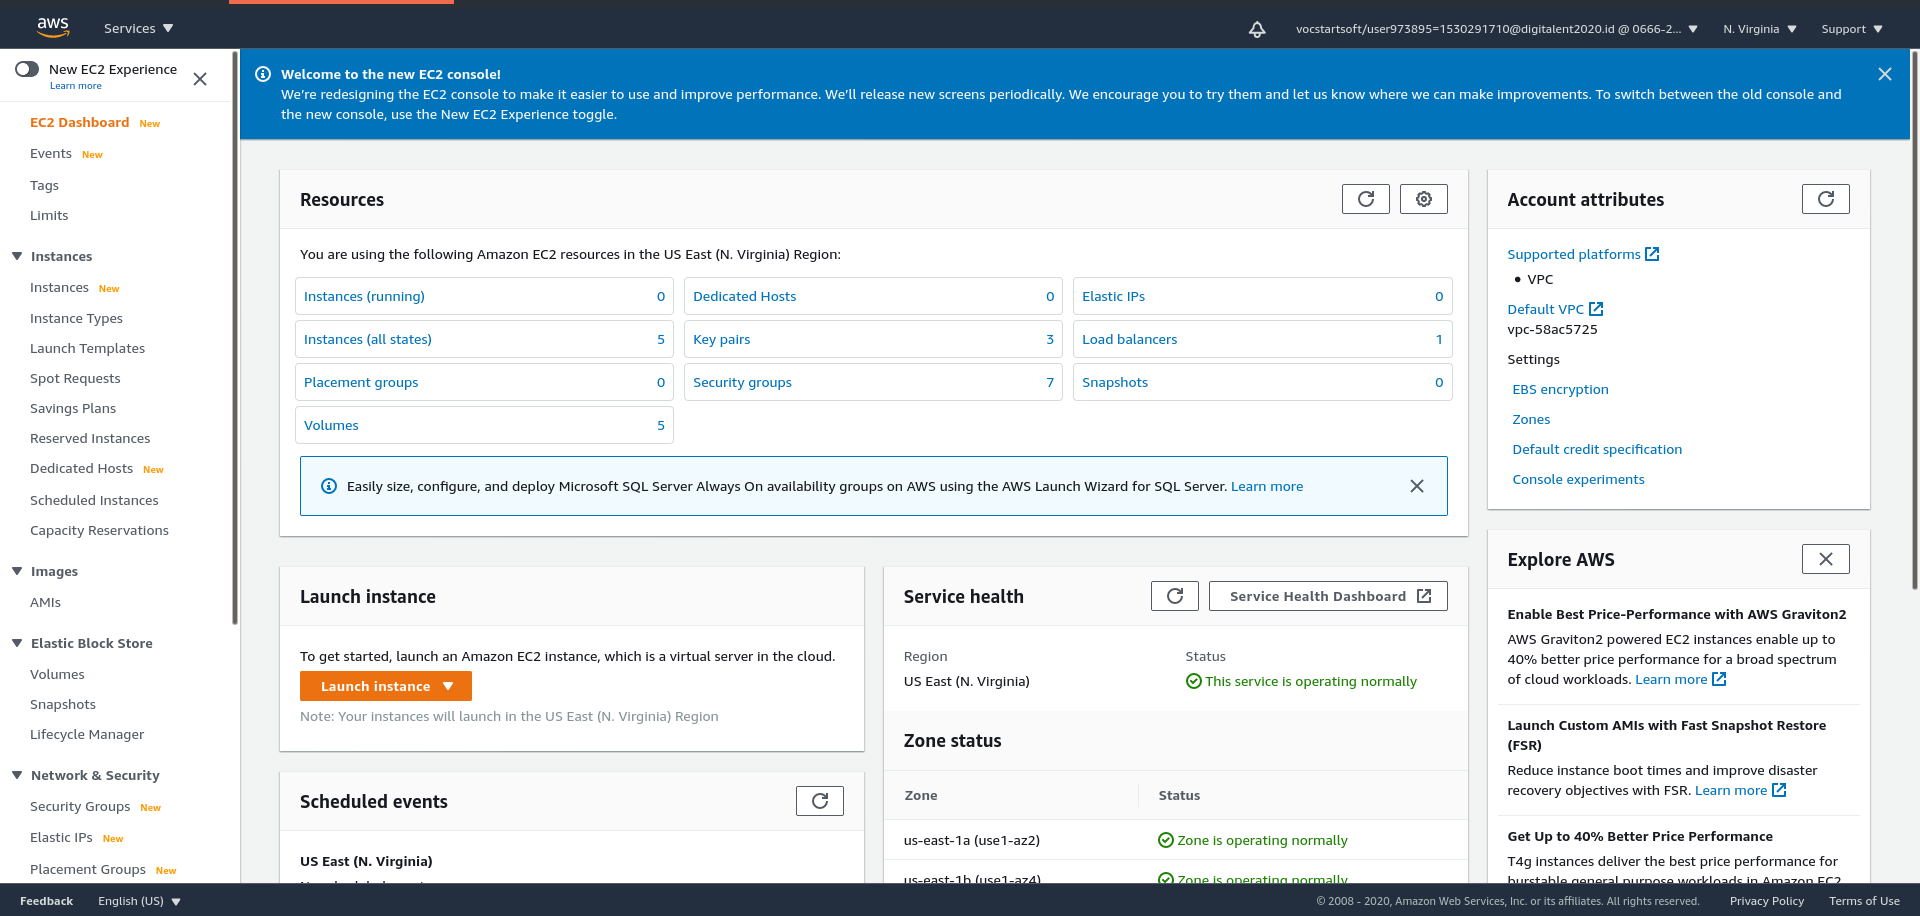 aws
Services
vocstartsoft/user973895=1530291710@digitalent2020.id @ 0666-2...
N. Virginia
Support
New EC2 Experience
Learn more
EC2 Dashboard New
Events New
Tags
Limits
Instances
Instances New
Instance Types
Launch Templates
Spot Requests
Savings Plans
Reserved Instances
Dedicated Hosts New
Scheduled Instances
Capacity Reservations
Images
AMIs
Elastic Block Store
Volumes
Snapshots
Lifecycle Manager
Network & Security
Security Groups New
Elastic IPs New
Placement Groups New
Welcome to the new EC2 console!
We're redesigning the EC2 console to make it easier to use and improve performance. We'll release new screens periodically. We encourage you to try them and let us know where we can make improvements. To switch between the old console and
the new console, use the New EC2 Experience toggle.
Resources
You are using the following Amazon EC2 resources in the US East (N. Virginia) Region:
Instances (running) 0
Dedicated Hosts 0
Elastic IPs 0
Instances (all states) 5
Key pairs 3
Load balancers 1
Placement groups 0
Security groups 7
Snapshots 0
Volumes 5
Easily size, configure, and deploy Microsoft SQL Server Always On availability groups on AWS using the AWS Launch Wizard for SQL Server. Learn more
Launch instance
To get started, launch an Amazon EC2 instance, which is a virtual server in the cloud.
Launch instance
Note: Your instances will launch in the US East (N. Virginia) Region
Scheduled events
US East (N. Virginia)
Service health
Service Health Dashboard
Region
Status
US East (N. Virginia)
This service is operating normally
Zone status
Zone
Status
us-east-1a (use1-az2)
Zone is operating normally
us-east-1b (use1-az4)
Zone is operating normally
Account attributes
Supported platforms
• VPC
Default VPC
vpc-58ac5725
Settings
EBS encryption
Zones
Default credit specification
Console experiments
Explore AWS
Enable Best Price-Performance with AWS Graviton2
AWS Graviton2 powered EC2 instances enable up to
40% better price performance for a broad spectrum
of cloud workloads. Learn more
Launch Custom AMIs with Fast Snapshot Restore
(FSR)
Reduce instance boot times and improve disaster
recovery objectives with FSR. Learn more
Get Up to 40% Better Price Performance
T4g instances deliver the best price performance for
burstable general purpose workloads in Amazon EC2.
Feedback
English (US)
© 2008 - 2020, Amazon Web Services, Inc. or its affiliates. All rights reserved.
Privacy Policy
Terms of Use